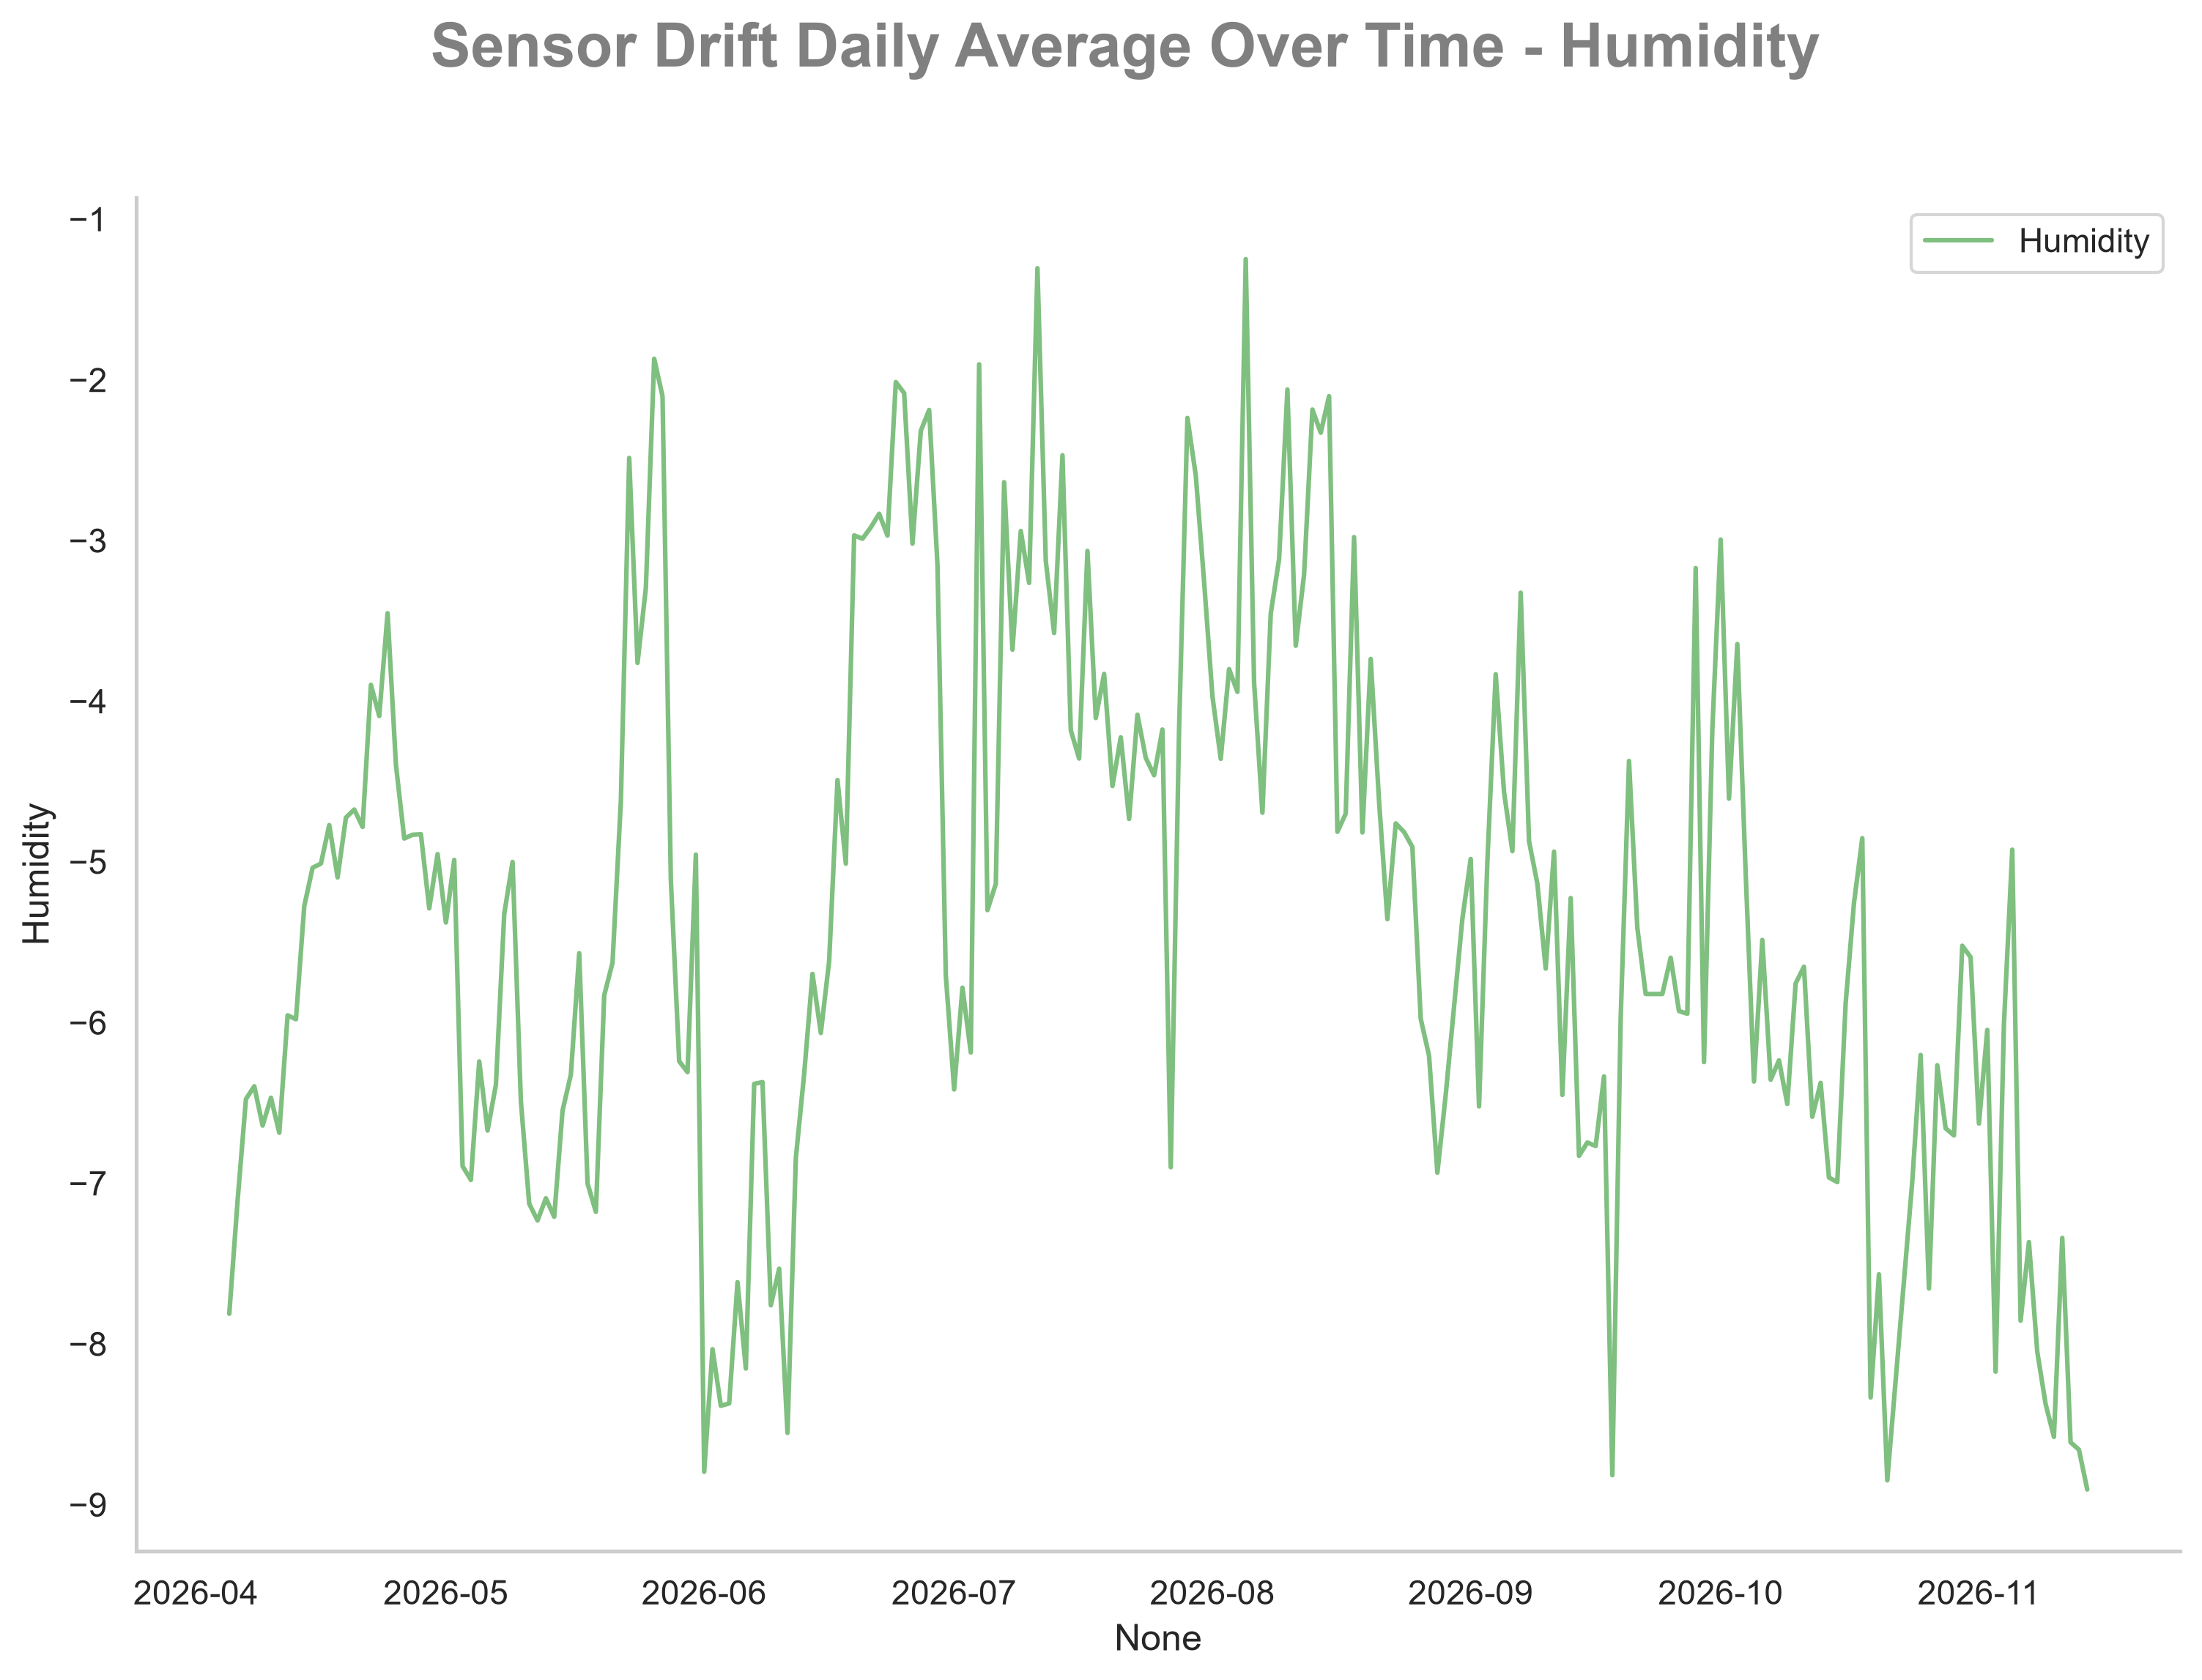 Sensor Drift Daily Average Over Time - Humidity
−1
Humidity
−2
−3
−4
−5
Humidity
−6
−7
−8
−9
2026-04 2026-05 2026-06 2026-07 2026-08 2026-09 2026-10 2026-11
None